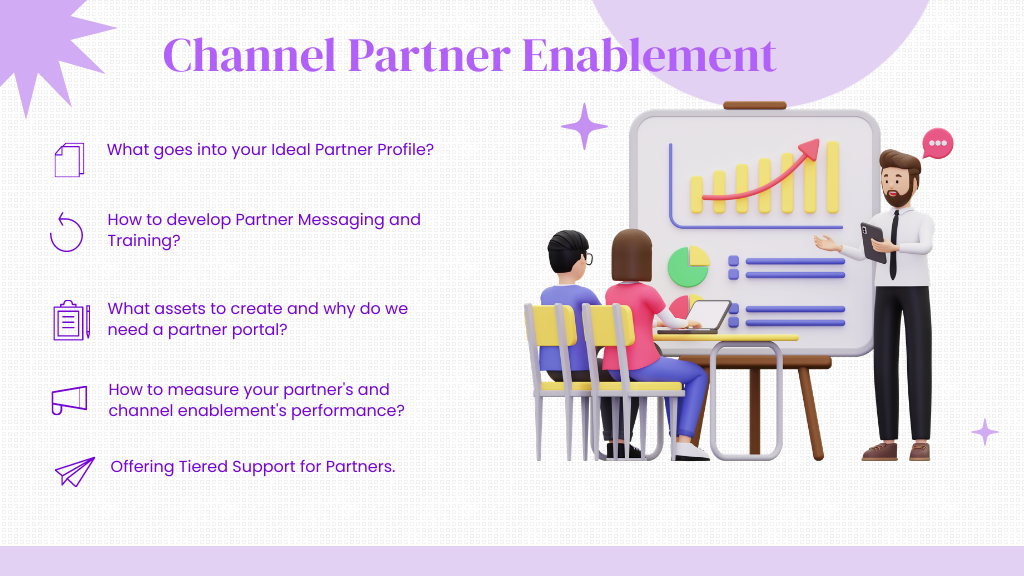 Channel Partner Enablement
What goes into your Ideal Partner Profile?
How to develop Partner Messaging and
Training?
What assets to create and why do we
need a partner portal?
How to measure your partner's and
channel enablement's performance?
Offering Tiered Support for Partners.